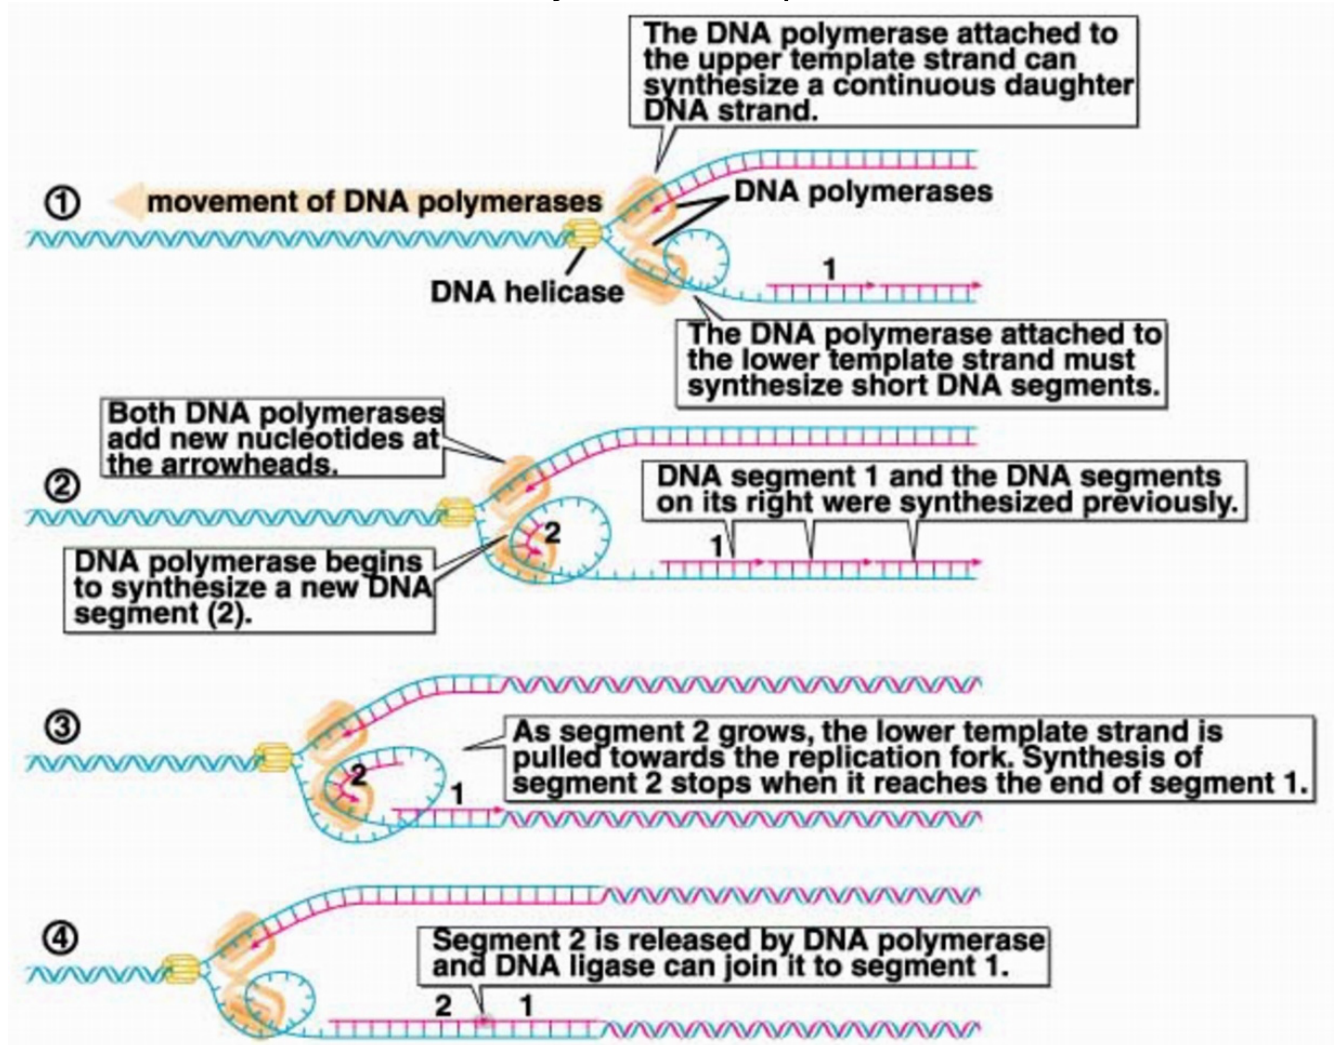 The DNA polymerase attached to
the upper template strand can
synthesize a continuous daughter
DNA strand.
1
movement of DNA polymerases
DNA polymerases
DNA helicase
1
The DNA polymerase attached to
the lower template strand must
synthesize short DNA segments.
Both DNA polymerases
add new nucleotides at
the arrowheads.
2
DNA segment 1 and the DNA segments
on its right were synthesized previously.
2
1
DNA polymerase begins
to synthesize a new DNA
segment (2).
3
As segment 2 grows, the lower template strand is
pulled towards the replication fork. Synthesis of
segment 2 stops when it reaches the end of segment 1.
2
1
4
Segment 2 is released by DNA polymerase
and DNA ligase can join it to segment 1.
2 1